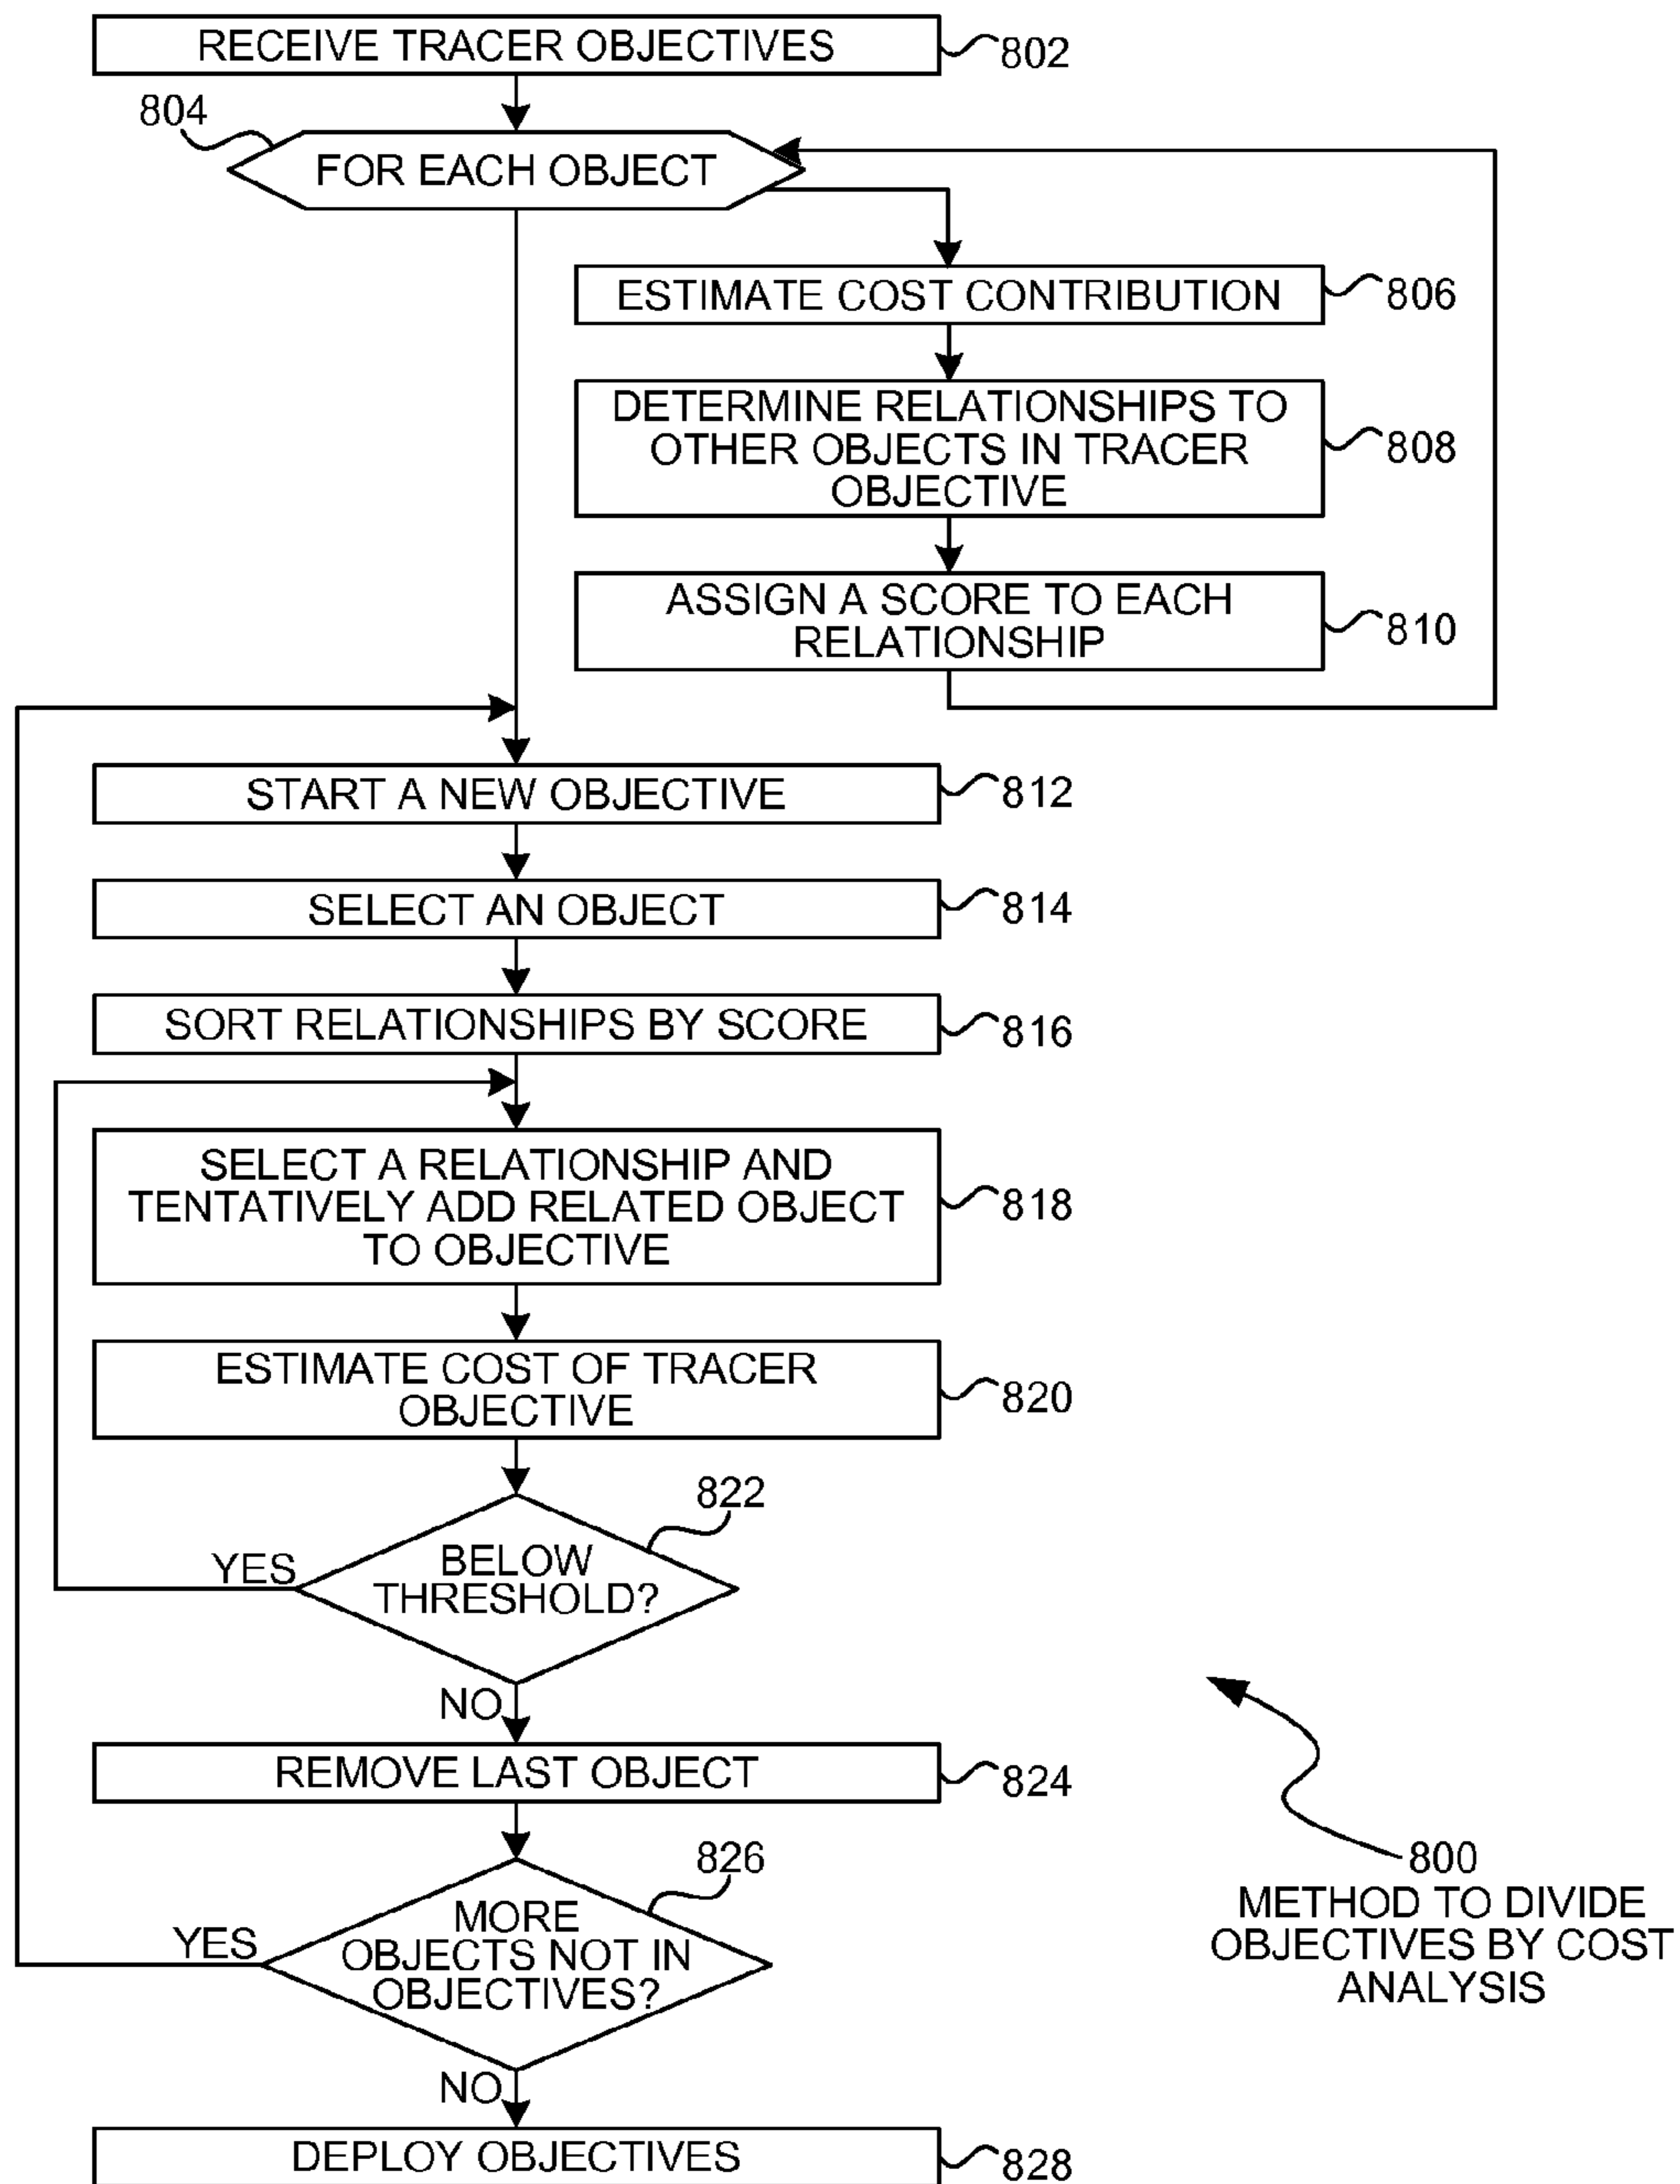 RECEIVE TRACER OBJECTIVES
802
804
FOR EACH OBJECT
ESTIMATE COST CONTRIBUTION
806
DETERMINE RELATIONSHIPS TO
OTHER OBJECTS IN TRACER
OBJECTIVE
808
ASSIGN A SCORE TO EACH
RELATIONSHIP
810
START A NEW OBJECTIVE
812
SELECT AN OBJECT
814
SORT RELATIONSHIPS BY SCORE
816
SELECT A RELATIONSHIP AND
TENTATIVELY ADD RELATED OBJECT
TO OBJECTIVE
818
ESTIMATE COST OF TRACER
OBJECTIVE
820
822
BELOW
THRESHOLD?
YES
NO
REMOVE LAST OBJECT
824
826
MORE
OBJECTS NOT IN
OBJECTIVES?
YES
NO
DEPLOY OBJECTIVES
828
800
METHOD TO DIVIDE
OBJECTIVES BY COST
ANALYSIS